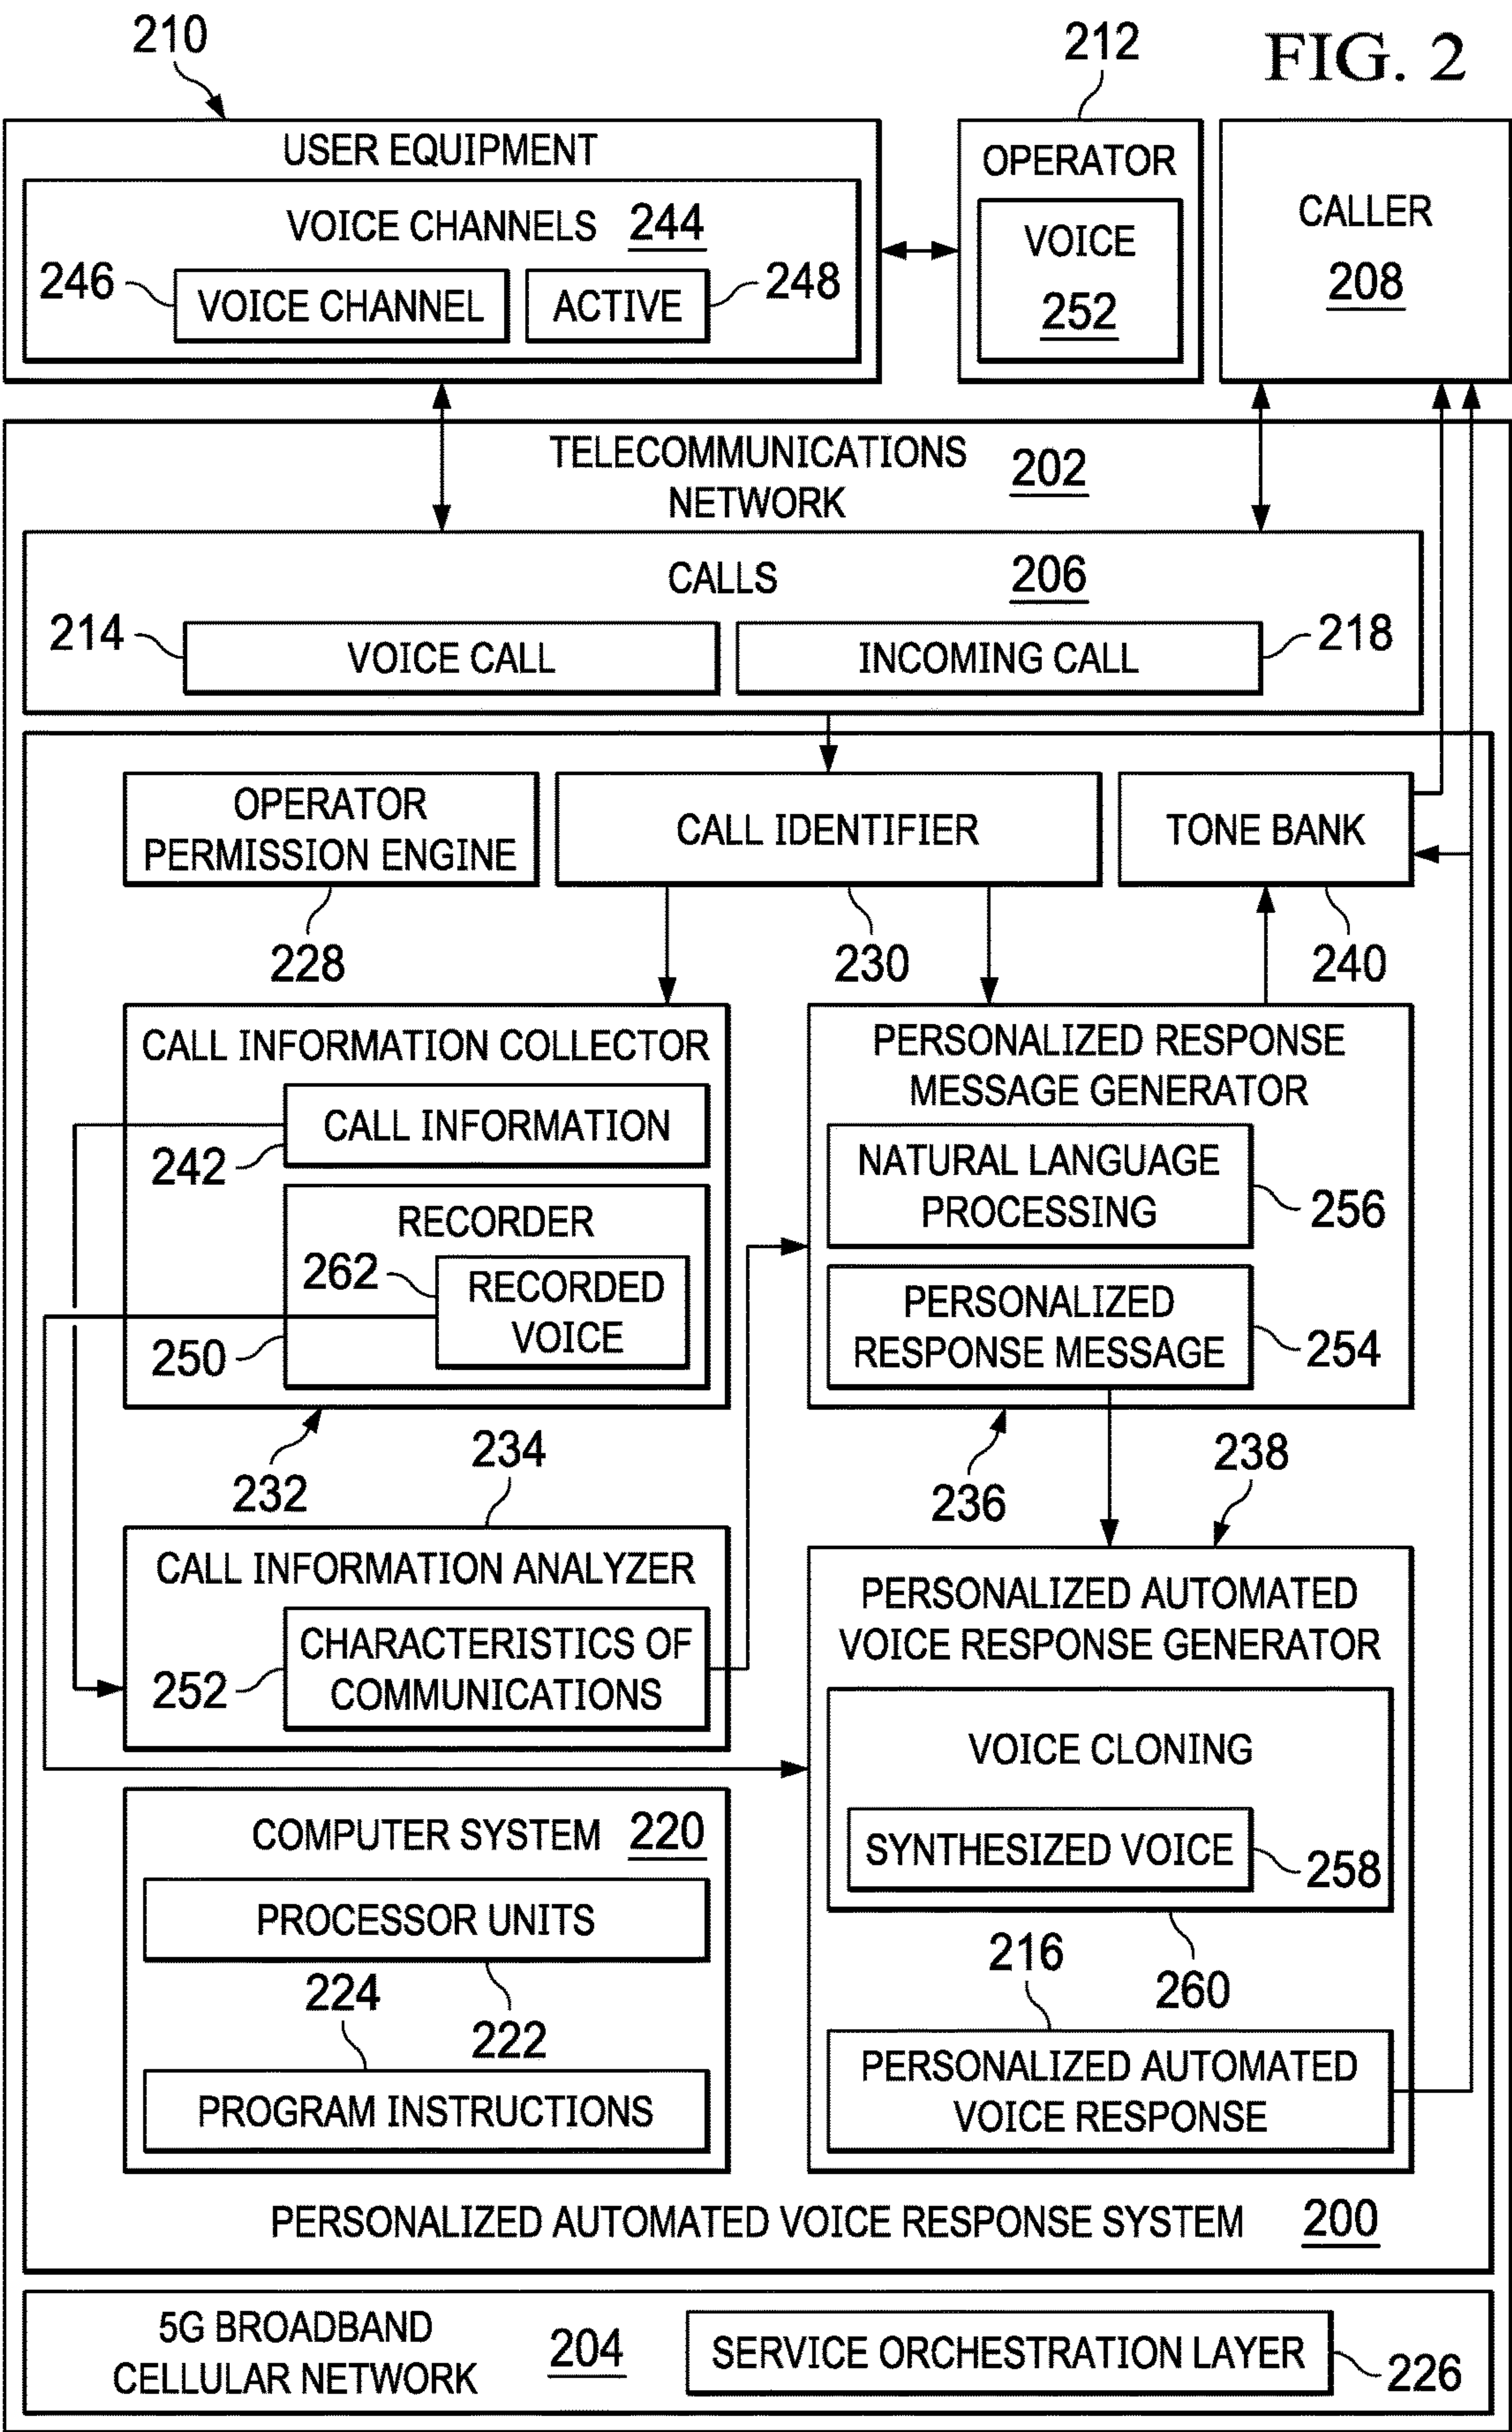 210
212
FIG. 2
USER EQUIPMENT
VOICE CHANNELS 244
246
VOICE CHANNEL
ACTIVE
248
OPERATOR
VOICE
252
CALLER
208
TELECOMMUNICATIONS
NETWORK
202
CALLS
206
214
VOICE CALL
INCOMING CALL
218
OPERATOR
PERMISSION ENGINE
CALL IDENTIFIER
TONE BANK
228
230
240
CALL INFORMATION COLLECTOR
CALL INFORMATION
242
RECORDER
262
RECORDED
VOICE
250
232
PERSONALIZED RESPONSE
MESSAGE GENERATOR
NATURAL LANGUAGE
PROCESSING
256
PERSONALIZED
RESPONSE MESSAGE
254
236
238
234
CALL INFORMATION ANALYZER
CHARACTERISTICS OF
COMMUNICATIONS
252
PERSONALIZED AUTOMATED
VOICE RESPONSE GENERATOR
VOICE CLONING
SYNTHESIZED VOICE
258
260
216
PERSONALIZED AUTOMATED
VOICE RESPONSE
COMPUTER SYSTEM 220
PROCESSOR UNITS
224
222
PROGRAM INSTRUCTIONS
PERSONALIZED AUTOMATED VOICE RESPONSE SYSTEM 200
5G BROADBAND
CELLULAR NETWORK
204
SERVICE ORCHESTRATION LAYER
226